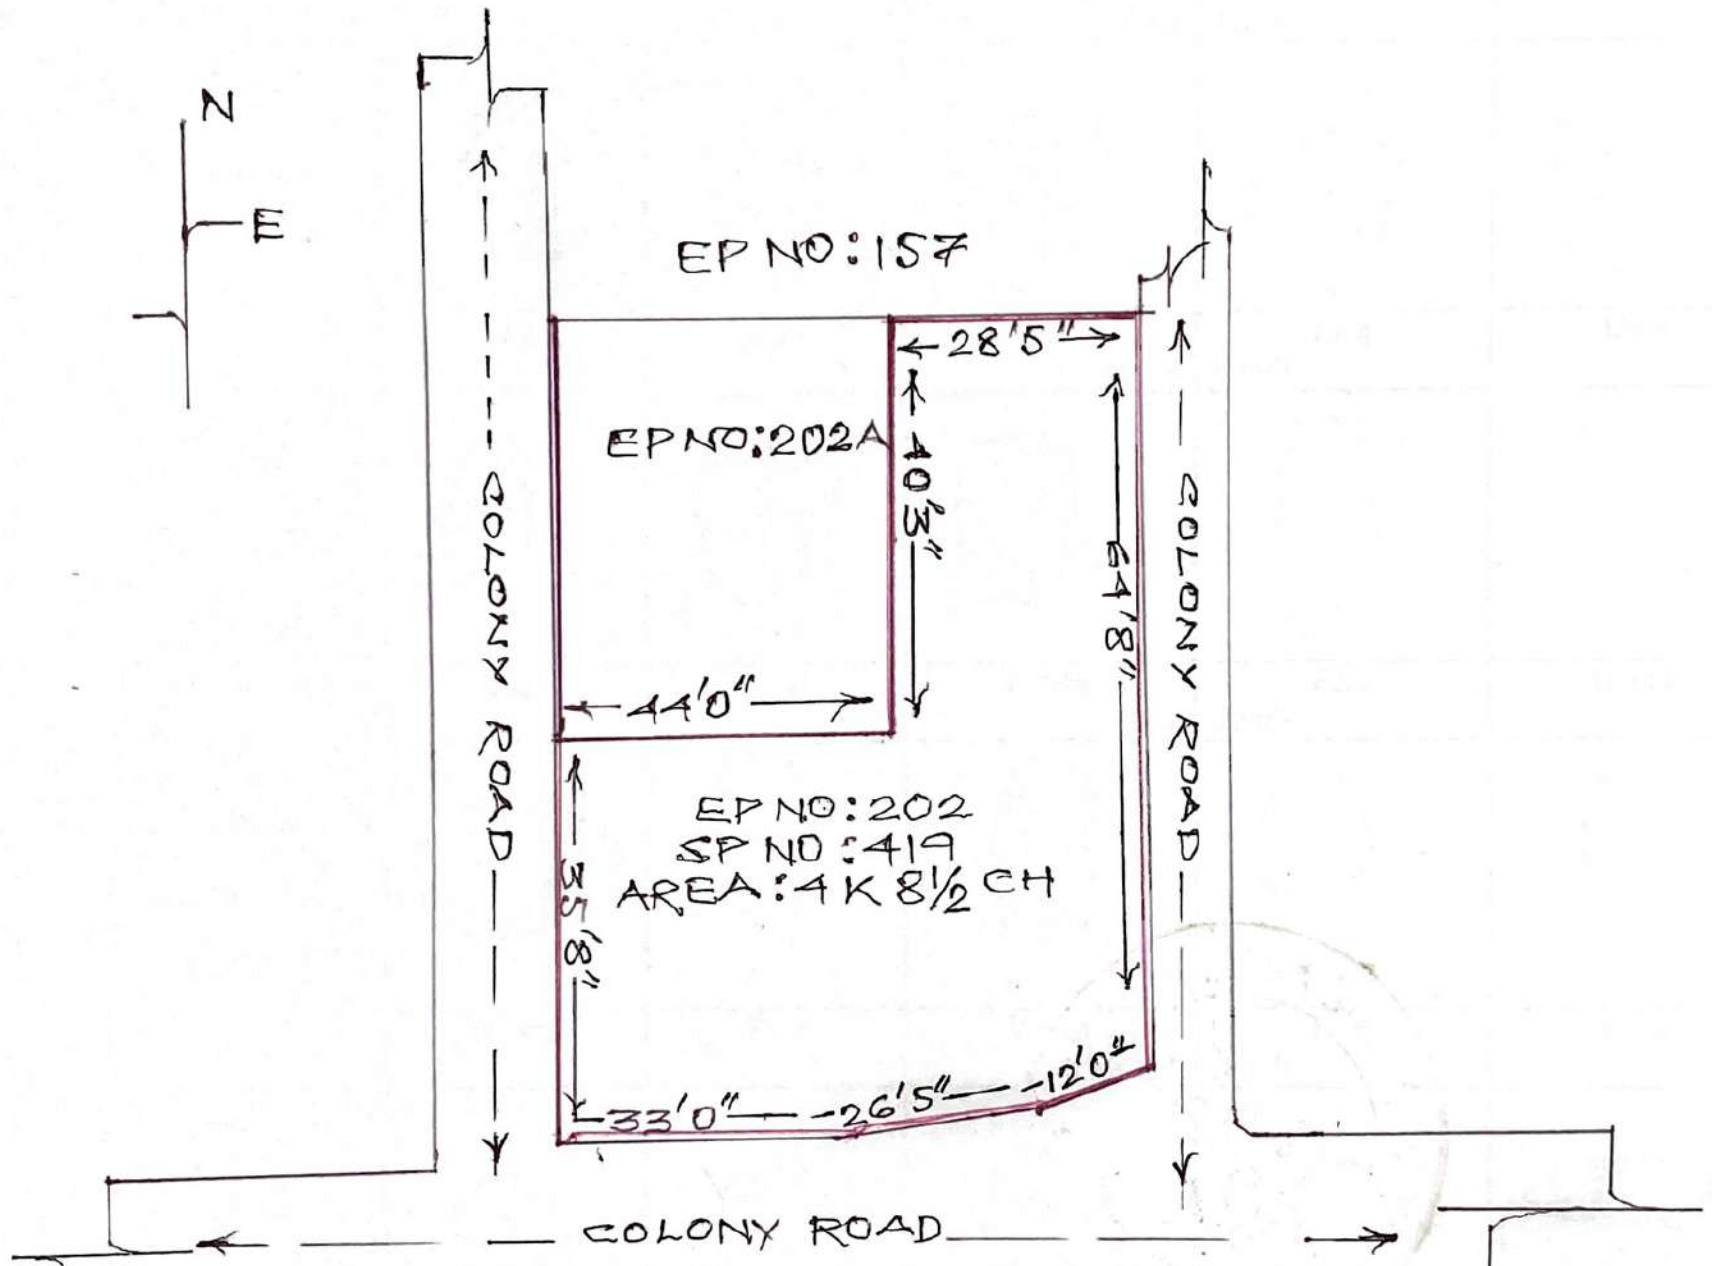 N
E
EP NO:157
28'5"
EP NO:202A
40'3"
64'8"
44'0"
COLONY ROAD
COLONY ROAD
EP NO:202
SP NO:419
AREA:4 K 8½ CH
35'8"
33'0"
26'5"
12'0"
COLONY ROAD